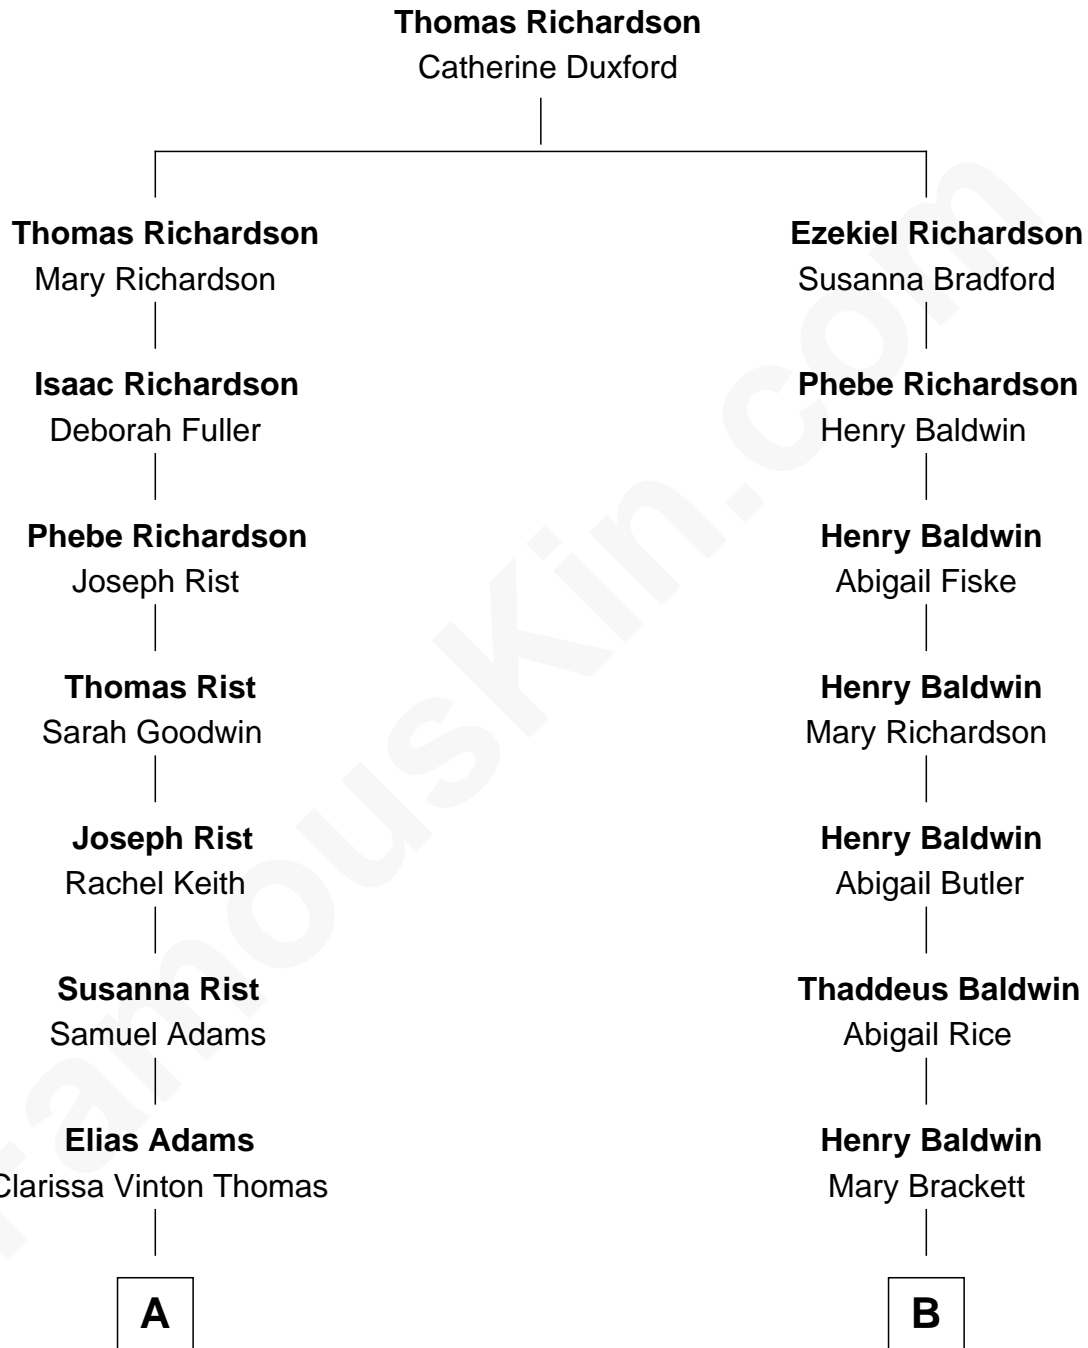 Thomas Richardson
Catherine Duxford
Thomas Richardson
Mary Richardson
Ezekiel Richardson
Susanna Bradford
Isaac Richardson
Deborah Fuller
Phebe Richardson
Henry Baldwin
Phebe Richardson
Joseph Rist
Henry Baldwin
Abigail Fiske
Thomas Rist
Sarah Goodwin
Henry Baldwin
Mary Richardson
Joseph Rist
Rachel Keith
Henry Baldwin
Abigail Butler
Susanna Rist
Samuel Adams
Thaddeus Baldwin
Abigail Rice
Elias Adams
Clarissa Vinton Thomas
Henry Baldwin
Mary Brackett
A
B
FamousKin.com